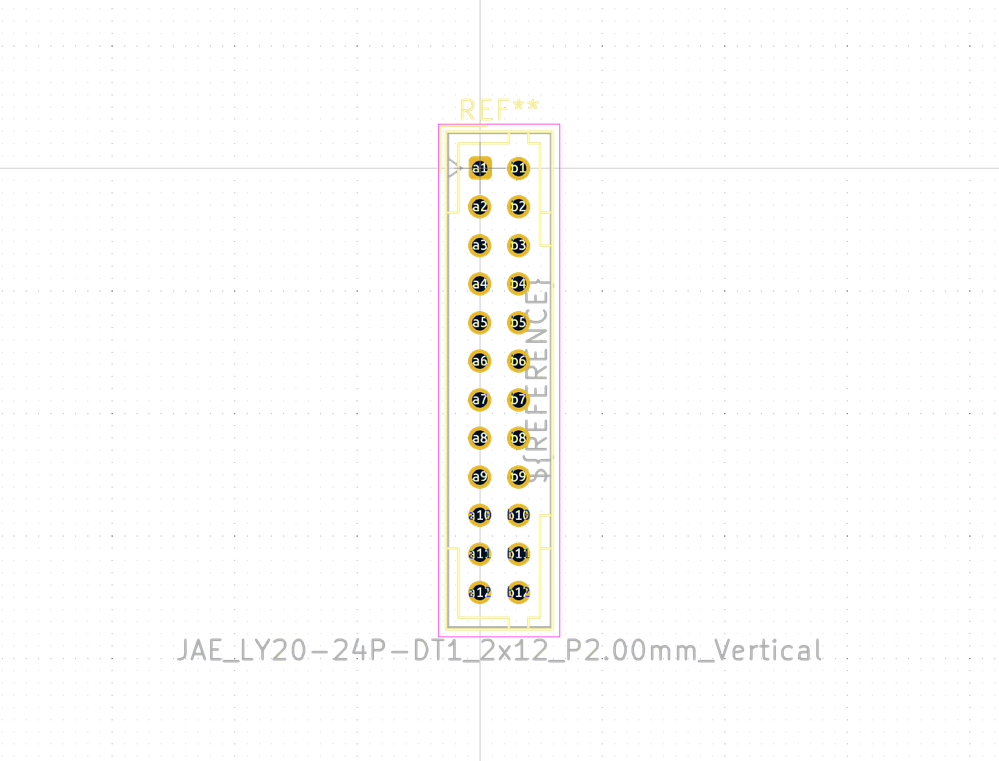 REF**
a1 b1
a2 b2
a3 b3
a4 b4
a5 b5
a6 b6
a7 b7
a8 b8
a9 b9
a10 b10
a11 b11
a12 b12
${REFERENCE}
JAE_LY20-24P-DT1_2x12_P2.00mm_Vertical